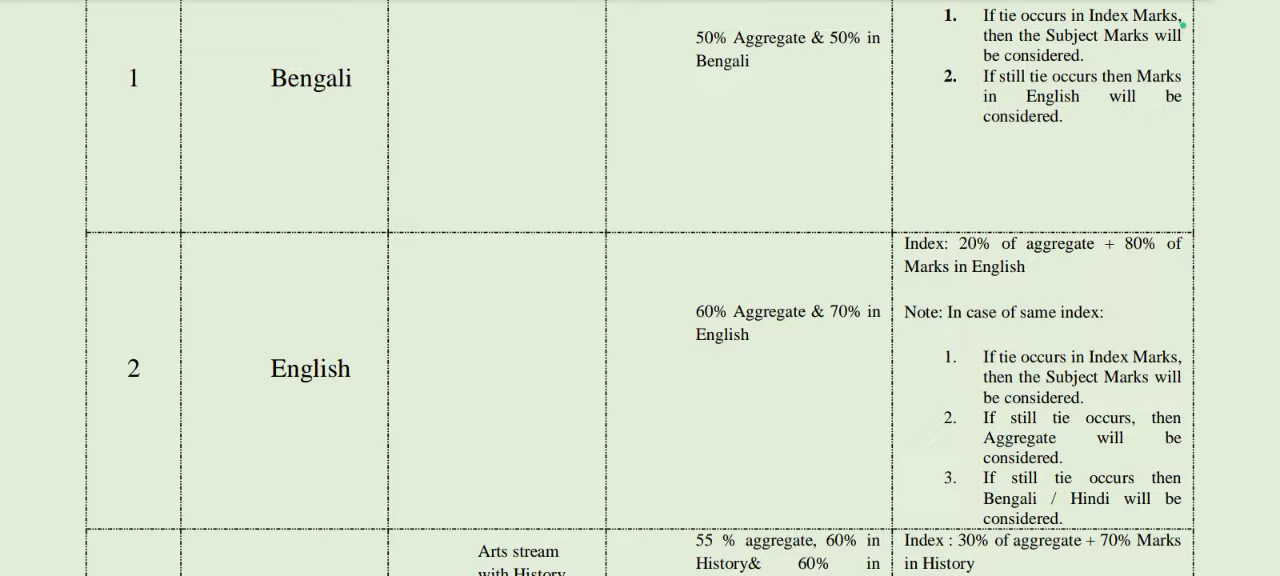 1
Bengali
50% Aggregate & 50% in
Bengali
1. If tie occurs in Index Marks,
then the Subject Marks will
be considered.
2. If still tie occurs then Marks
in English will be
considered.
2
English
60% Aggregate & 70% in
English
Index: 20% of aggregate + 80% of
Marks in English
Note: In case of same index:
1. If tie occurs in Index Marks,
then the Subject Marks will
be considered.
2. If still tie occurs, then
Aggregate will be
considered.
3. If still tie occurs then
Bengali / Hindi will be
considered.
Arts stream
with History
55 % aggregate, 60% in
History& 60% in
Index : 30% of aggregate + 70% Marks
in History